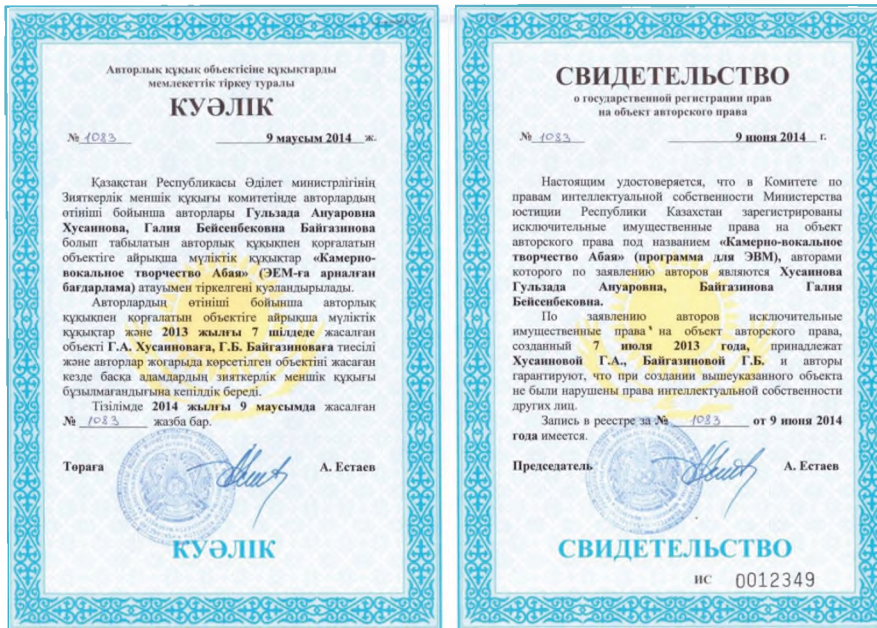 Авторлық құқық объектісіне құқықтарды
мемлекеттік тіркеу туралы
КУӘЛІК
№ 1083 9 маусым 2014 ж.
Қазақстан Республикасы Әділет министрлігінің
Зияткерлік меншік құқығы комитетінде авторлардың
өтініші бойынша авторлары Гульзада Ануаровна
Хусаинова, Галия Бейсенбековна Байгазинова
болып табылатын авторлық құқықпен қорғалатын
объектіге айрықша мүліктік құқықтар «Камерно-
вокальное творчество Абая» (ЭЕМ-ға арналған
бағдарлама) атауымен тіркелгені куәландырылады.
Авторлардың өтініші бойынша авторлық
құқықпен қорғалатын объектіге айрықша мүліктік
құқықтар және 2013 жылғы 7 шілдеде жасалған
объекті Г.А. Хусаиноваға, Г.Б. Байгазиноваға тиесілі
және авторлар жоғарыда көрсетілген объектіні жасаған
кезде басқа адамдардың зияткерлік меншік құқығы
бұзылмағандығына кепілдік береді.
Тізілімде 2014 жылғы 9 маусымда жасалған
№ 1083 жазба бар.
Төраға А. Естаев
КУӘЛІК
СВИДЕТЕЛЬСТВО
о государственной регистрации прав
на объект авторского права
№ 1083 9 июня 2014 г.
Настоящим удостоверяется, что в Комитете по
правам интеллектуальной собственности Министерства
юстиции Республики Казахстан зарегистрированы
исключительные имущественные права на объект
авторского права под названием «Камерно-вокальное
творчество Абая» (программа для ЭВМ), авторами
которого по заявлению авторов являются Хусаинова
Гульзада Ануаровна, Байгазинова Галия
Бейсенбековна.
По заявлению авторов исключительные
имущественные права на объект авторского права,
созданный 7 июля 2013 года, принадлежат
Хусаиновой Г.А., Байгазиновой Г.Б. и авторы
гарантируют, что при создании вышеуказанного объекта
не были нарушены права интеллектуальной собственности
других лиц.
Запись в реестре за № 1083 от 9 июня 2014
года имеется.
Председатель А. Естаев
СВИДЕТЕЛЬСТВО
ИС 0012349